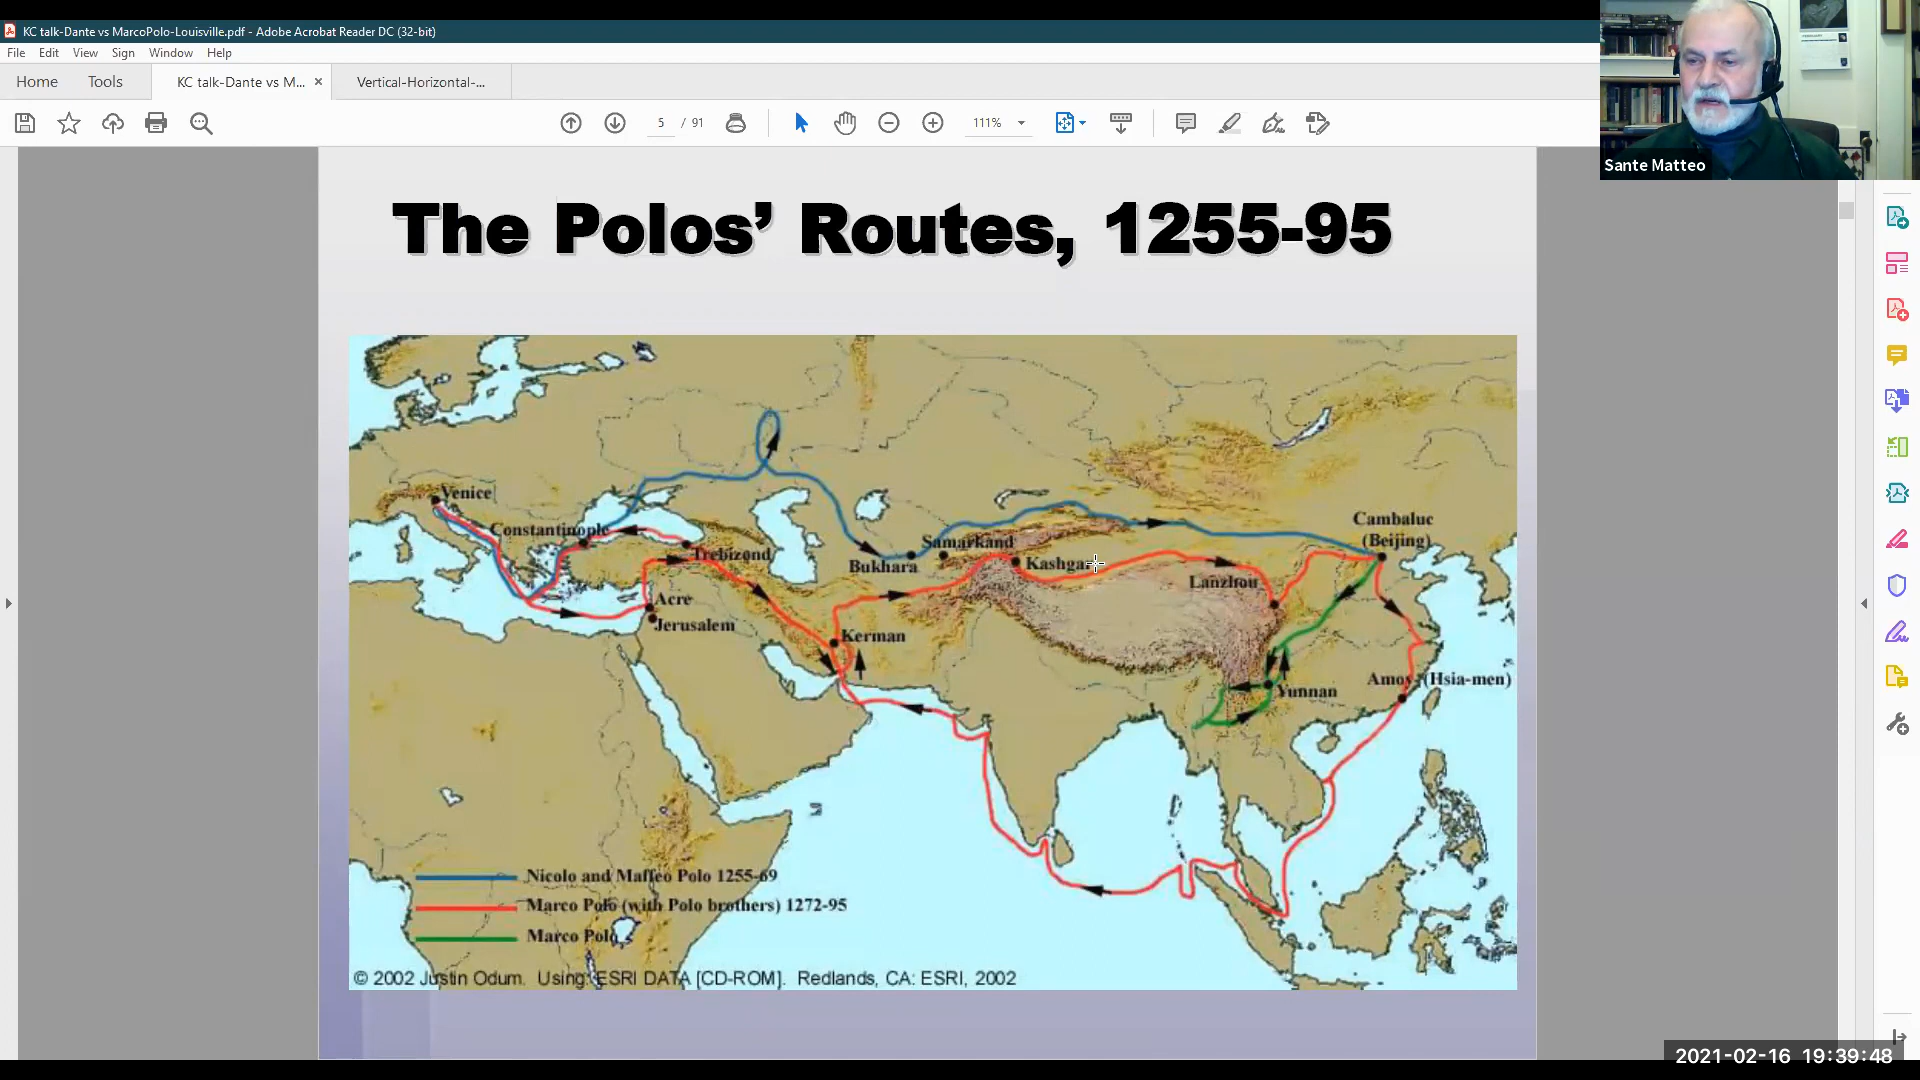 KC talk-Dante vs MarcoPolo-Louisville.pdf - Adobe Acrobat Reader DC (32-bit)
File Edit View Sign Window Help
Home Tools KC talk-Dante vs M... × Vertical-Horizontal-...
5 / 91 111%
Sante Matteo
The Polos’ Routes, 1255-95
Venice
Constantinople
Trebizond
Samarkand
Bukhara
Kashgar
Cambaluc
(Beijing)
Lanzhou
Acre
Jerusalem
Kerman
Yunnan
Amoy (Hsia-men)
Nicolo and Maffeo Polo 1255-69
Marco Polo (with Polo brothers) 1272-95
Marco Polo
© 2002 Justin Odum. Using: ESRI DATA [CD-ROM]. Redlands, CA: ESRI, 2002
2021-02-16 19:39:48